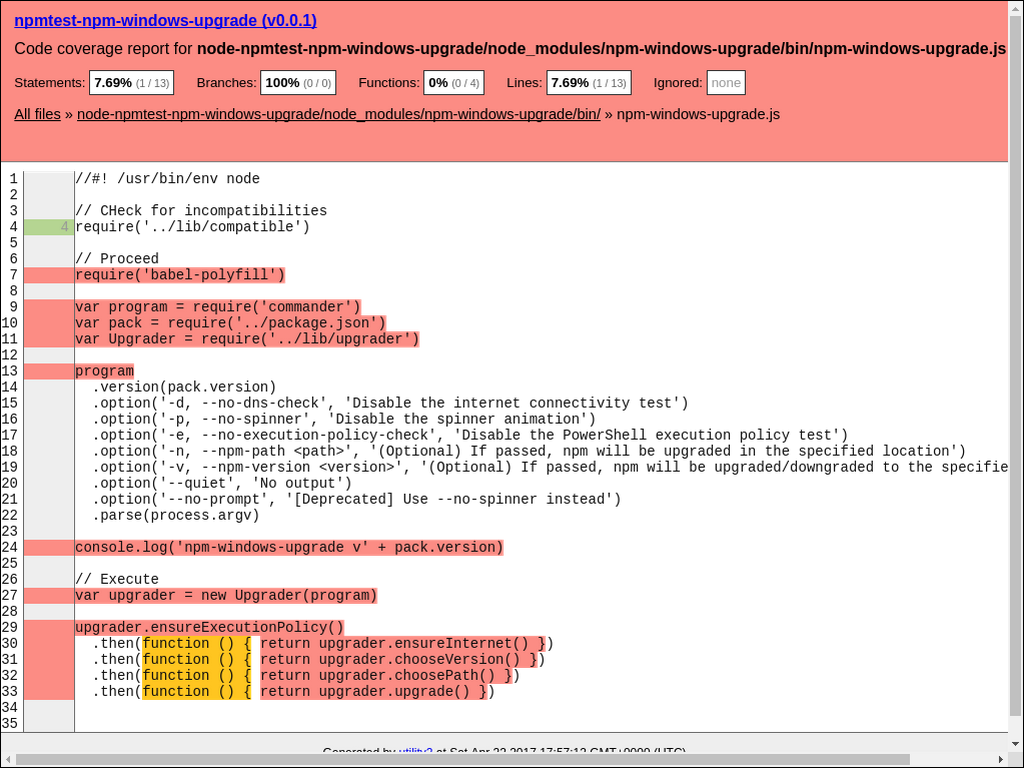 npmtest-npm-windows-upgrade (v0.0.1)
Code coverage report for node-npmtest-npm-windows-upgrade/node_modules/npm-windows-upgrade/bin/npm-windows-upgrade.js
Statements: 7.69% (1 / 13) Branches: 100% (0 / 0) Functions: 0% (0 / 4) Lines: 7.69% (1 / 13) Ignored: none
All files » node-npmtest-npm-windows-upgrade/node_modules/npm-windows-upgrade/bin/ » npm-windows-upgrade.js
1 //#! /usr/bin/env node
2
3 // CHeck for incompatibilities
4 4 require('../lib/compatible')
5
6 // Proceed
7 require('babel-polyfill')
8
9 var program = require('commander')
10 var pack = require('../package.json')
11 var Upgrader = require('../lib/upgrader')
12
13 program
14 .version(pack.version)
15 .option('-d, --no-dns-check', 'Disable the internet connectivity test')
16 .option('-p, --no-spinner', 'Disable the spinner animation')
17 .option('-e, --no-execution-policy-check', 'Disable the PowerShell execution policy test')
18 .option('-n, --npm-path <path>', '(Optional) If passed, npm will be upgraded in the specified location')
19 .option('-v, --npm-version <version>', '(Optional) If passed, npm will be upgraded/downgraded to the specifie
20 .option('--quiet', 'No output')
21 .option('--no-prompt', '[Deprecated] Use --no-spinner instead')
22 .parse(process.argv)
23
24 console.log('npm-windows-upgrade v' + pack.version)
25
26 // Execute
27 var upgrader = new Upgrader(program)
28
29 upgrader.ensureExecutionPolicy()
30 .then(function () { return upgrader.ensureInternet() })
31 .then(function () { return upgrader.chooseVersion() })
32 .then(function () { return upgrader.choosePath() })
33 .then(function () { return upgrader.upgrade() })
34
35
Generated by utility2 at Sat Apr 22 2017 17:57:12 GMT+0000 (UTC)